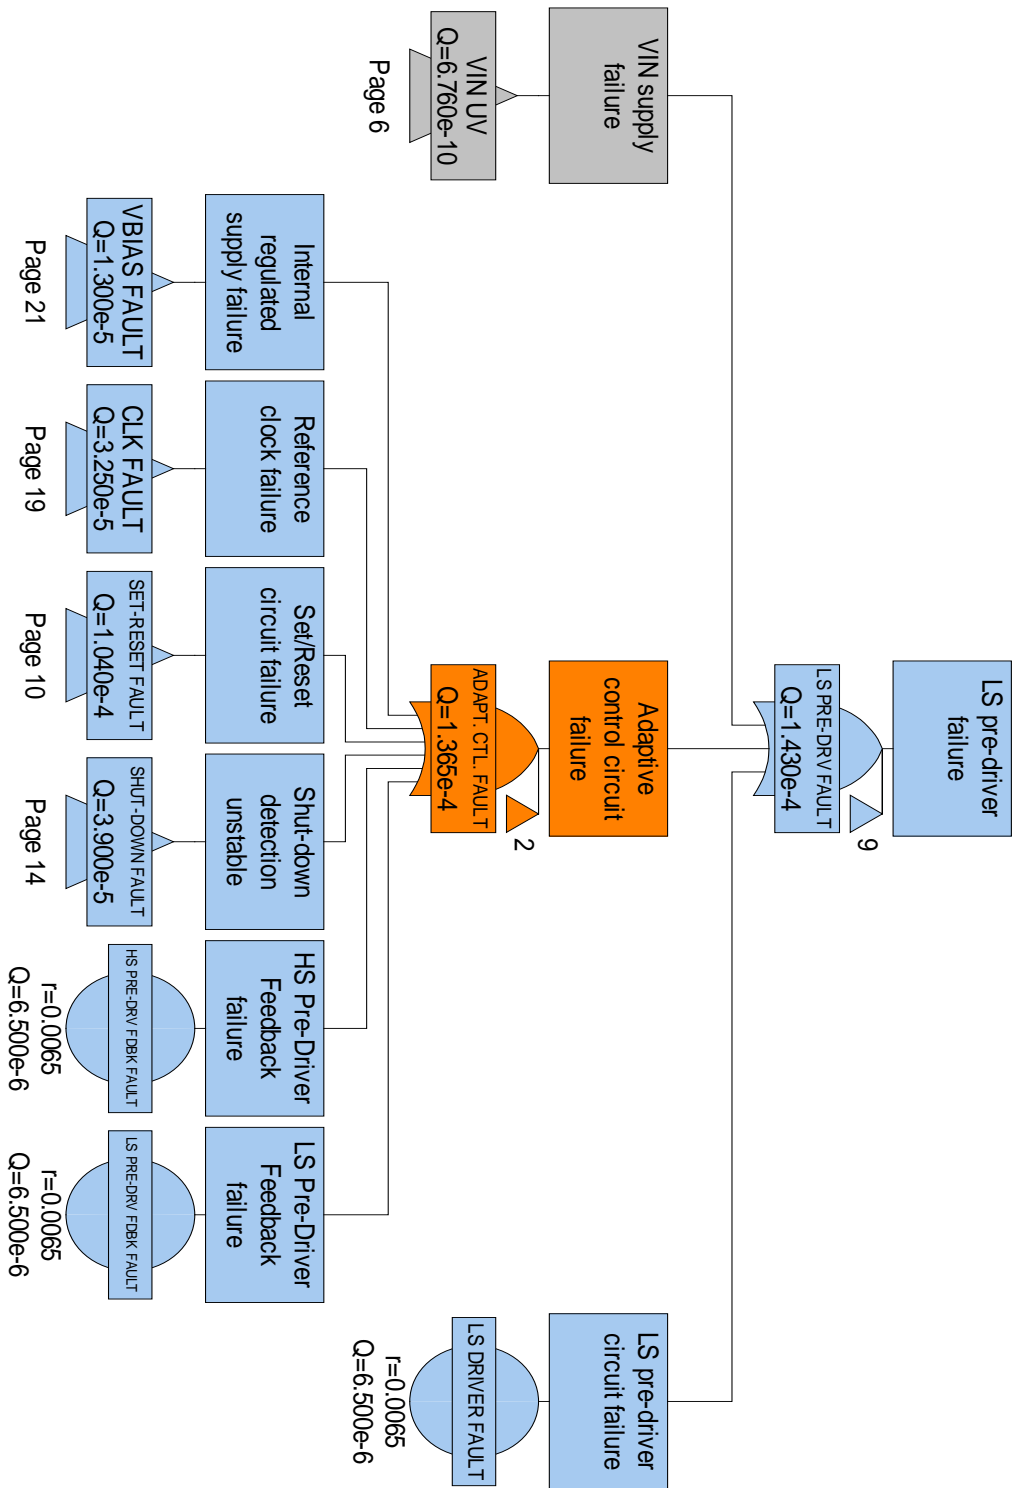 LS pre-driver
failure
LS PRE-DRV FAULT
Q=1.430e-4
9
VIN supply
failure
VIN UV
Q=6.760e-10
Page 6
Adaptive
control circuit
failure
ADAPT. CTL. FAULT
Q=1.365e-4
2
LS pre-driver
circuit failure
LS DRIVER FAULT
r=0.0065
Q=6.500e-6
Internal
regulated
supply failure
VBIAS FAULT
Q=1.300e-5
Page 21
Reference
clock failure
CLK FAULT
Q=3.250e-5
Page 19
Set/Reset
circuit failure
SET-RESET FAULT
Q=1.040e-4
Page 10
Shut-down
detection
unstable
SHUT-DOWN FAULT
Q=3.900e-5
Page 14
HS Pre-Driver
Feedback
failure
HS PRE-DRV FDBK FAULT
r=0.0065
Q=6.500e-6
LS Pre-Driver
Feedback
failure
LS PRE-DRV FDBK FAULT
r=0.0065
Q=6.500e-6